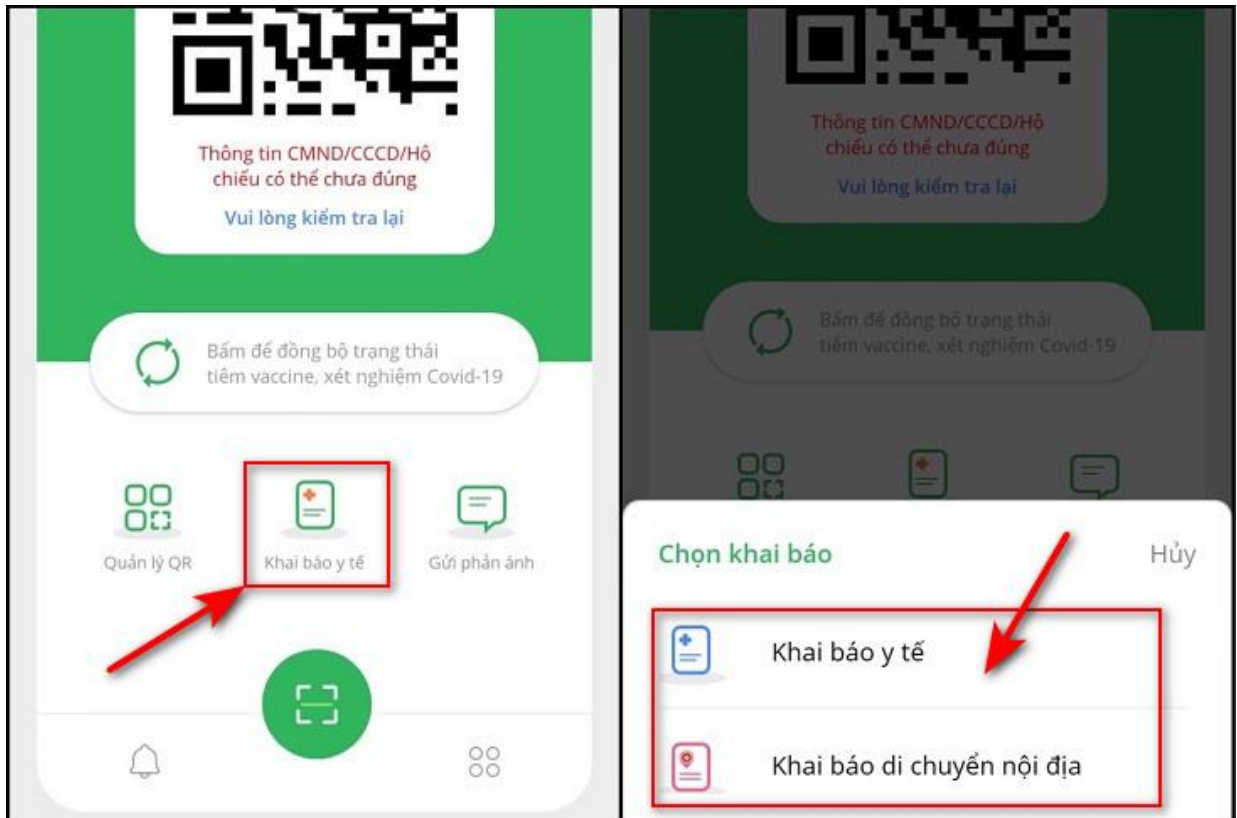 Thông tin CMND/CCCD/Hộ
chiếu có thể chưa đúng
Vui lòng kiểm tra lại
Bấm để đồng bộ trạng thái
tiêm vaccine, xét nghiệm Covid-19
Quản lý QR
Khai báo y tế
Gửi phản ánh
Thông tin CMND/CCCD/Hộ
chiếu có thể chưa đúng
Vui lòng kiểm tra lại
Bấm để đồng bộ trạng thái
tiêm vaccine, xét nghiệm Covid-19
Chọn khai báo
Hủy
Khai báo y tế
Khai báo di chuyển nội địa